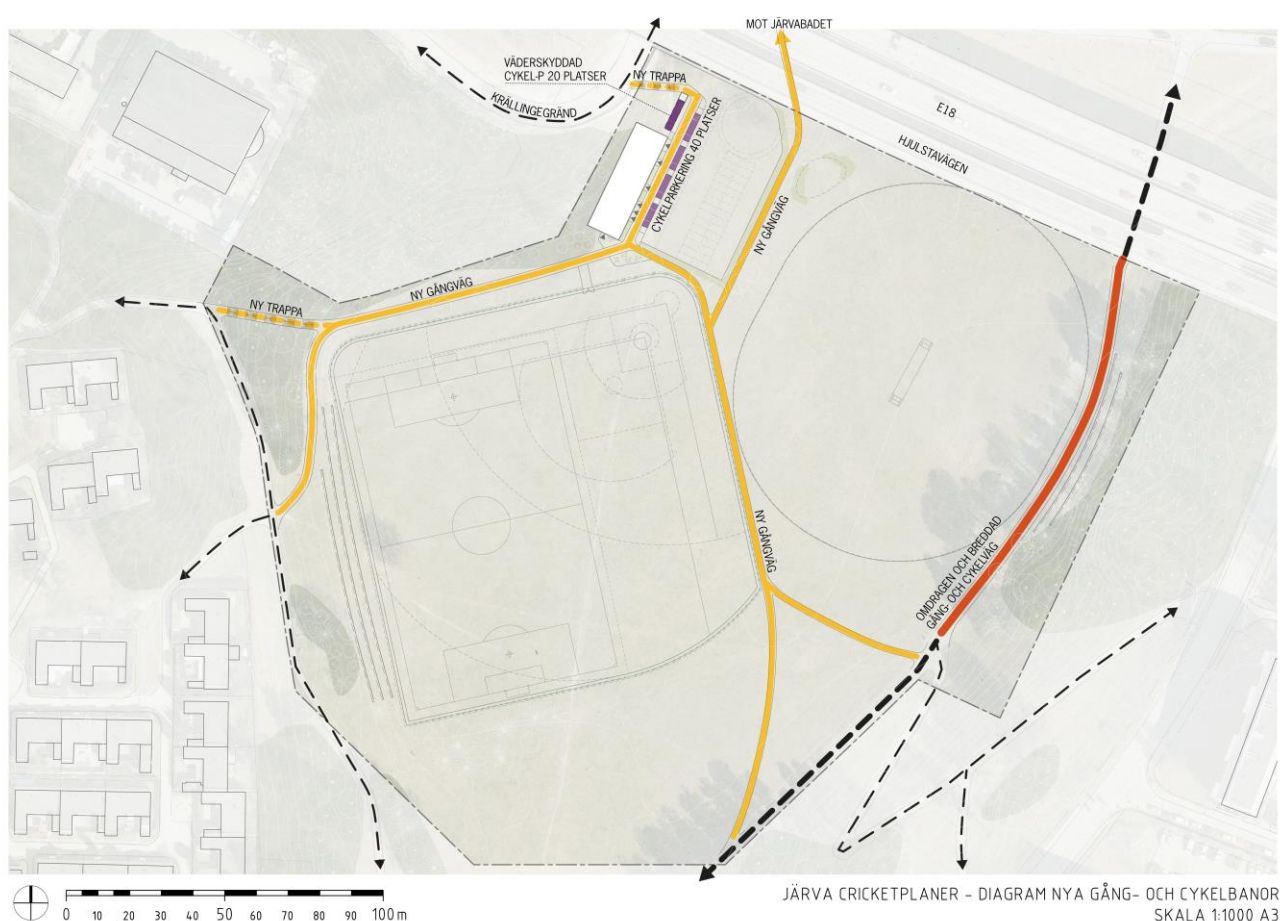 MOT JÄRVABADET
VÄDERSKYDDAD
CYKEL-P 20 PLATSER
NY TRAPPA
KRÄLLINGEGRÄND
E18
HJULSTAVÄGEN
CYKELPARKERING 40 PLATSER
NY GÅNGVÄG
NY GÅNGVÄG
NY TRAPPA
NY GÅNGVÄG
OMDRAGEN OCH BREDDAD
GÅNG- OCH CYKELVÄG
0 10 20 30 40 50 60 70 80 90 100 m
JÄRVA CRICKETPLANER - DIAGRAM NYA GÅNG- OCH CYKELBANOR
SKALA 1:1000 A3